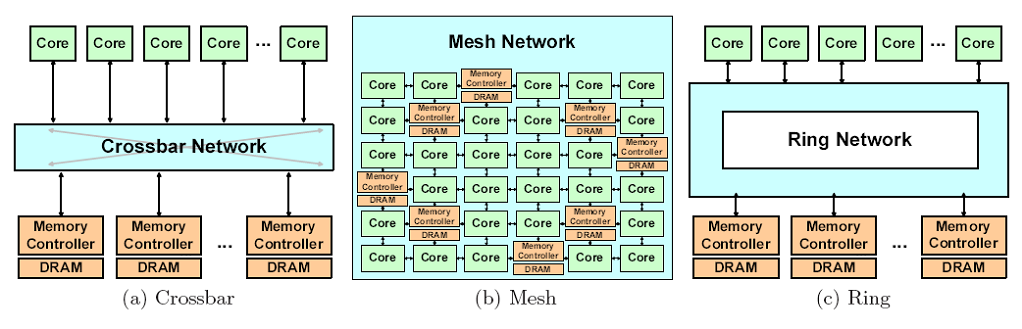 Core Core Core Core ... Core
Crossbar Network
Memory Controller Memory Controller ... Memory Controller
DRAM DRAM DRAM
(a) Crossbar
Mesh Network
Core Core Memory Controller DRAM Core Core Core
Core Memory Controller DRAM Core Core Memory Controller DRAM Core
Core Core Core Core Core Memory Controller DRAM
Memory Controller DRAM Core Core Core Core Core
Core Memory Controller DRAM Core Core Memory Controller DRAM Core
Core Core Core Memory Controller DRAM Core Core
(b) Mesh
Core Core Core Core ... Core
Ring Network
Memory Controller Memory Controller ... Memory Controller
DRAM DRAM DRAM
(c) Ring